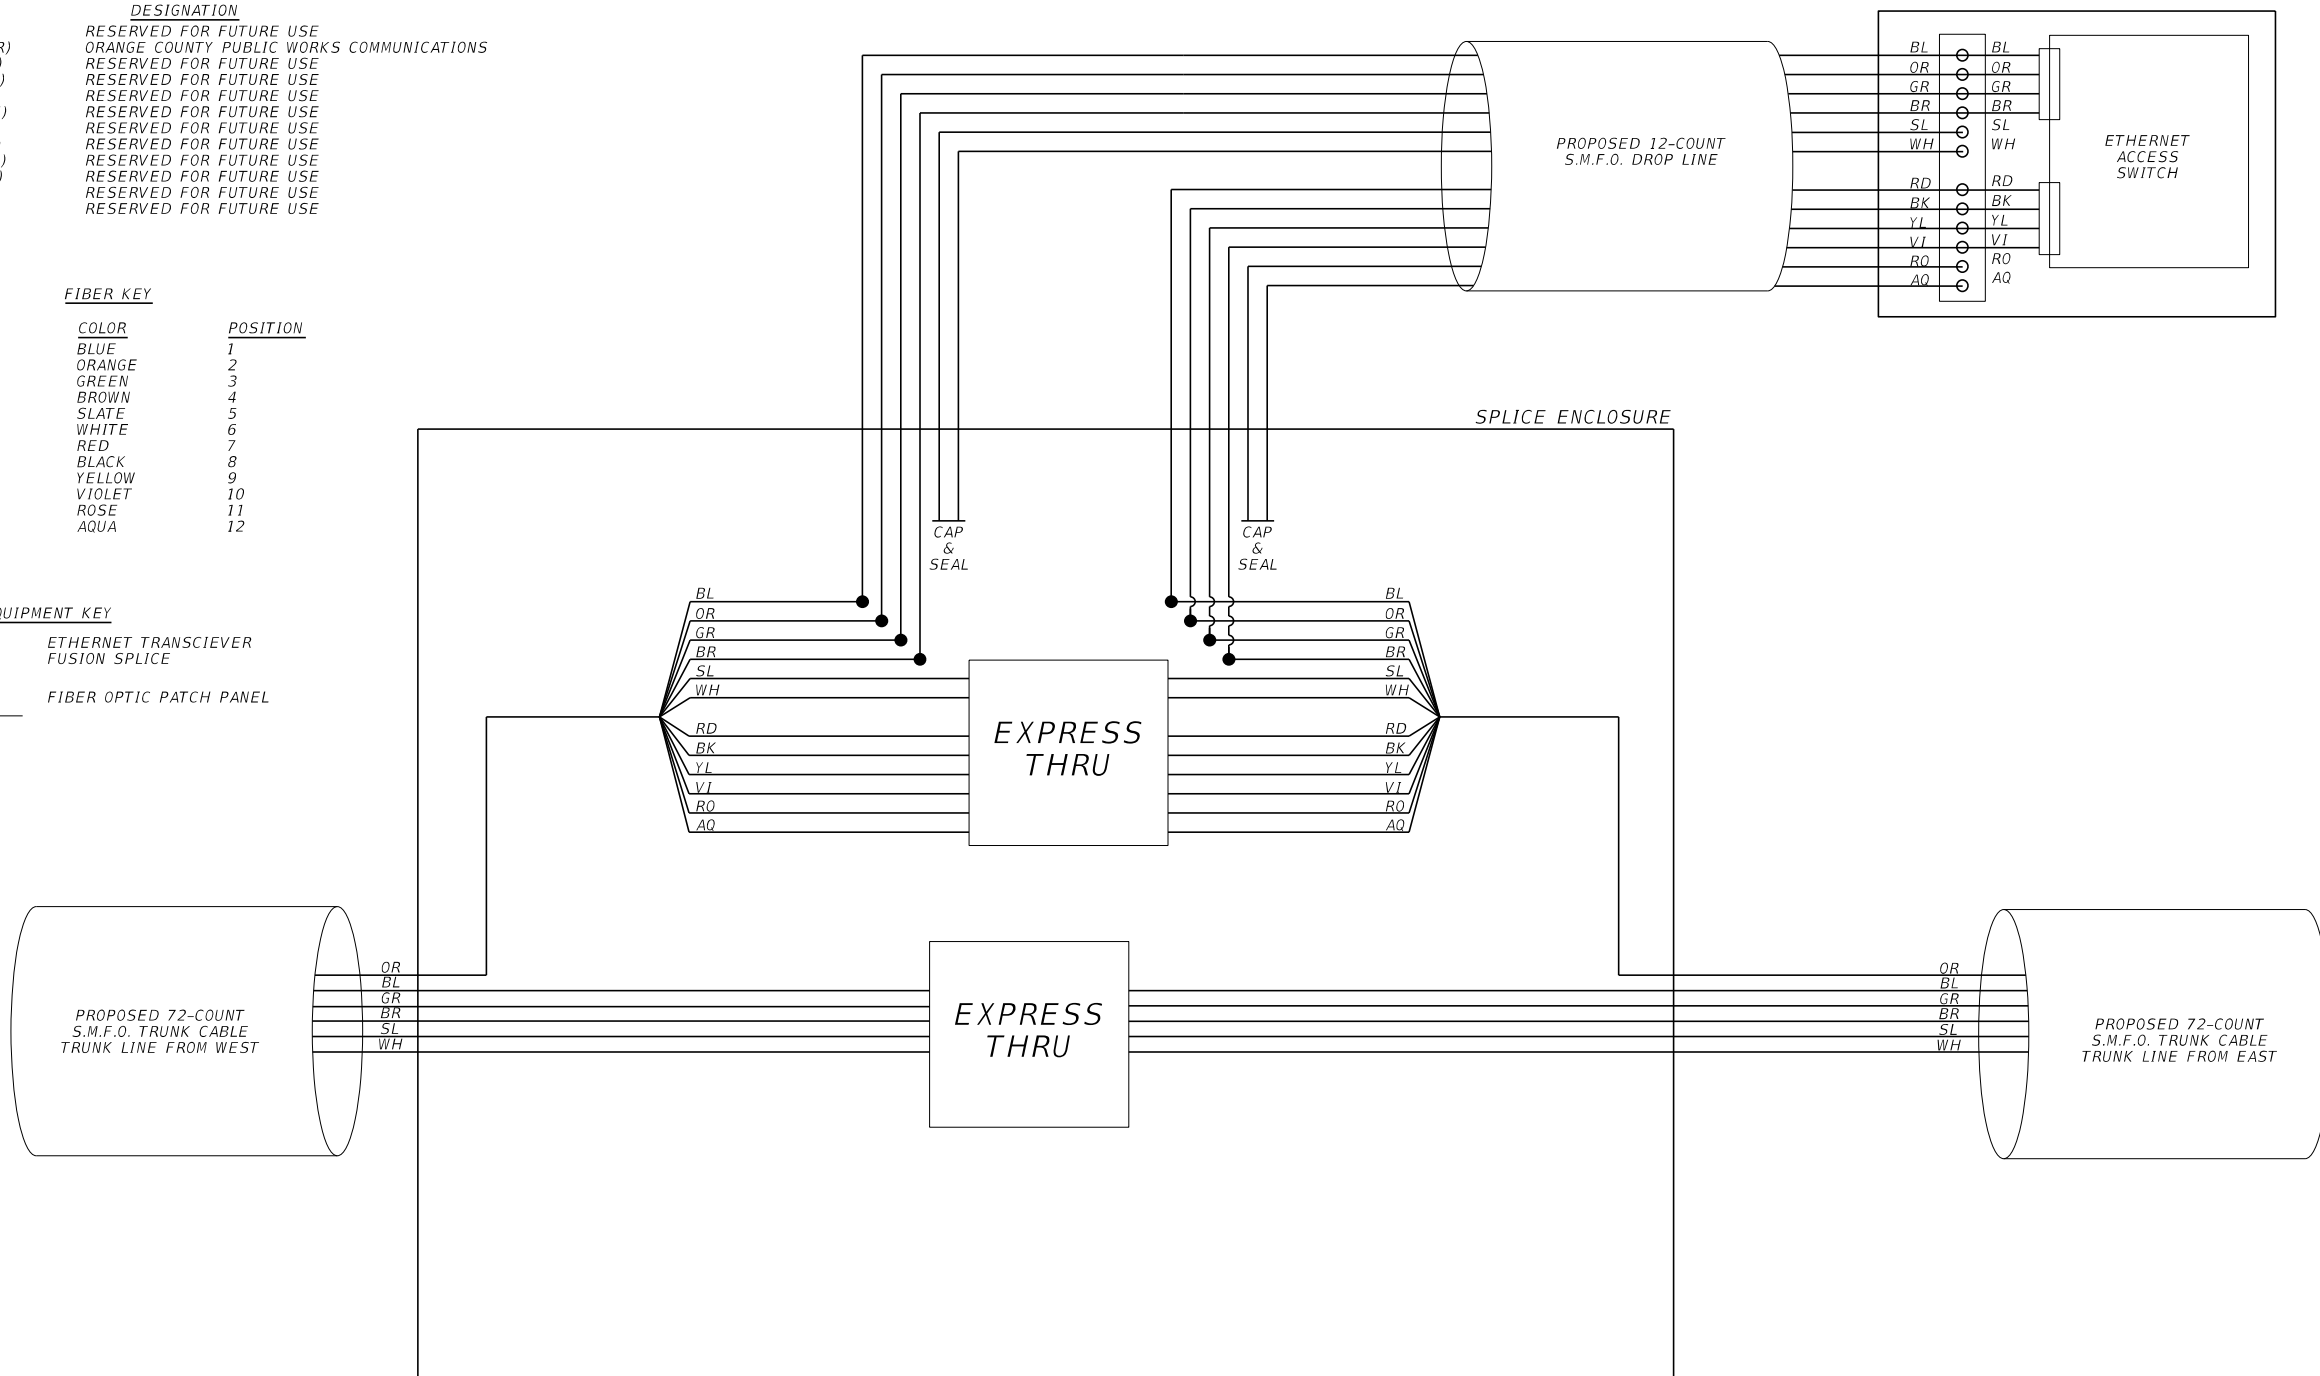 DESIGNATION
RESERVED FOR FUTURE USE
R) ORANGE COUNTY PUBLIC WORKS COMMUNICATIONS
) RESERVED FOR FUTURE USE
) RESERVED FOR FUTURE USE
RESERVED FOR FUTURE USE
) RESERVED FOR FUTURE USE
RESERVED FOR FUTURE USE
RESERVED FOR FUTURE USE
) RESERVED FOR FUTURE USE
) RESERVED FOR FUTURE USE
RESERVED FOR FUTURE USE
RESERVED FOR FUTURE USE
FIBER KEY
COLOR POSITION
BLUE 1
ORANGE 2
GREEN 3
BROWN 4
SLATE 5
WHITE 6
RED 7
BLACK 8
YELLOW 9
VIOLET 10
ROSE 11
AQUA 12
QUIPMENT KEY
ETHERNET TRANSCIEVER
FUSION SPLICE
FIBER OPTIC PATCH PANEL
PROPOSED 12-COUNT
S.M.F.O. DROP LINE
BL BL
OR OR
GR GR
BR BR
SL SL
WH WH
RD RD
BK BK
YL YL
VI VI
RO RO
AQ AQ
ETHERNET
ACCESS
SWITCH
SPLICE ENCLOSURE
CAP
&
SEAL
CAP
&
SEAL
BL
OR
GR
BR
SL
WH
RD
BK
YL
VI
RO
AQ
EXPRESS
THRU
BL
OR
GR
BR
SL
WH
RD
BK
YL
VI
RO
AQ
PROPOSED 72-COUNT
S.M.F.O. TRUNK CABLE
TRUNK LINE FROM WEST
OR
BL
GR
BR
SL
WH
EXPRESS
THRU
OR
BL
GR
BR
SL
WH
PROPOSED 72-COUNT
S.M.F.O. TRUNK CABLE
TRUNK LINE FROM EAST